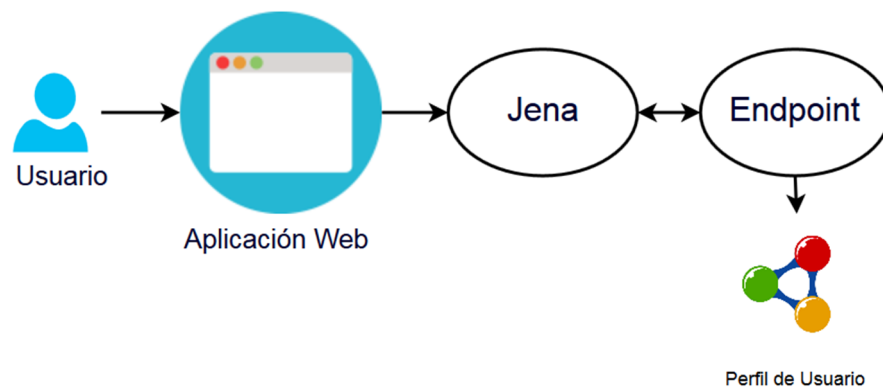 Usuario
Aplicación Web
Jena
Endpoint
Perfil de Usuario